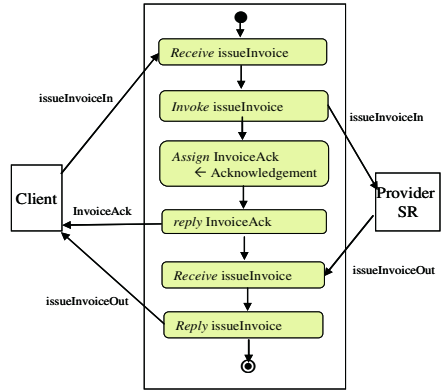 Receive issueInvoice
issueInvoiceIn
Invoke issueInvoice
issueInvoiceIn
Assign InvoiceAck
← Acknowledgement
Client
Provider
SR
InvoiceAck
reply InvoiceAck
Receive issueInvoice
issueInvoiceOut
issueInvoiceOut
Reply issueInvoice